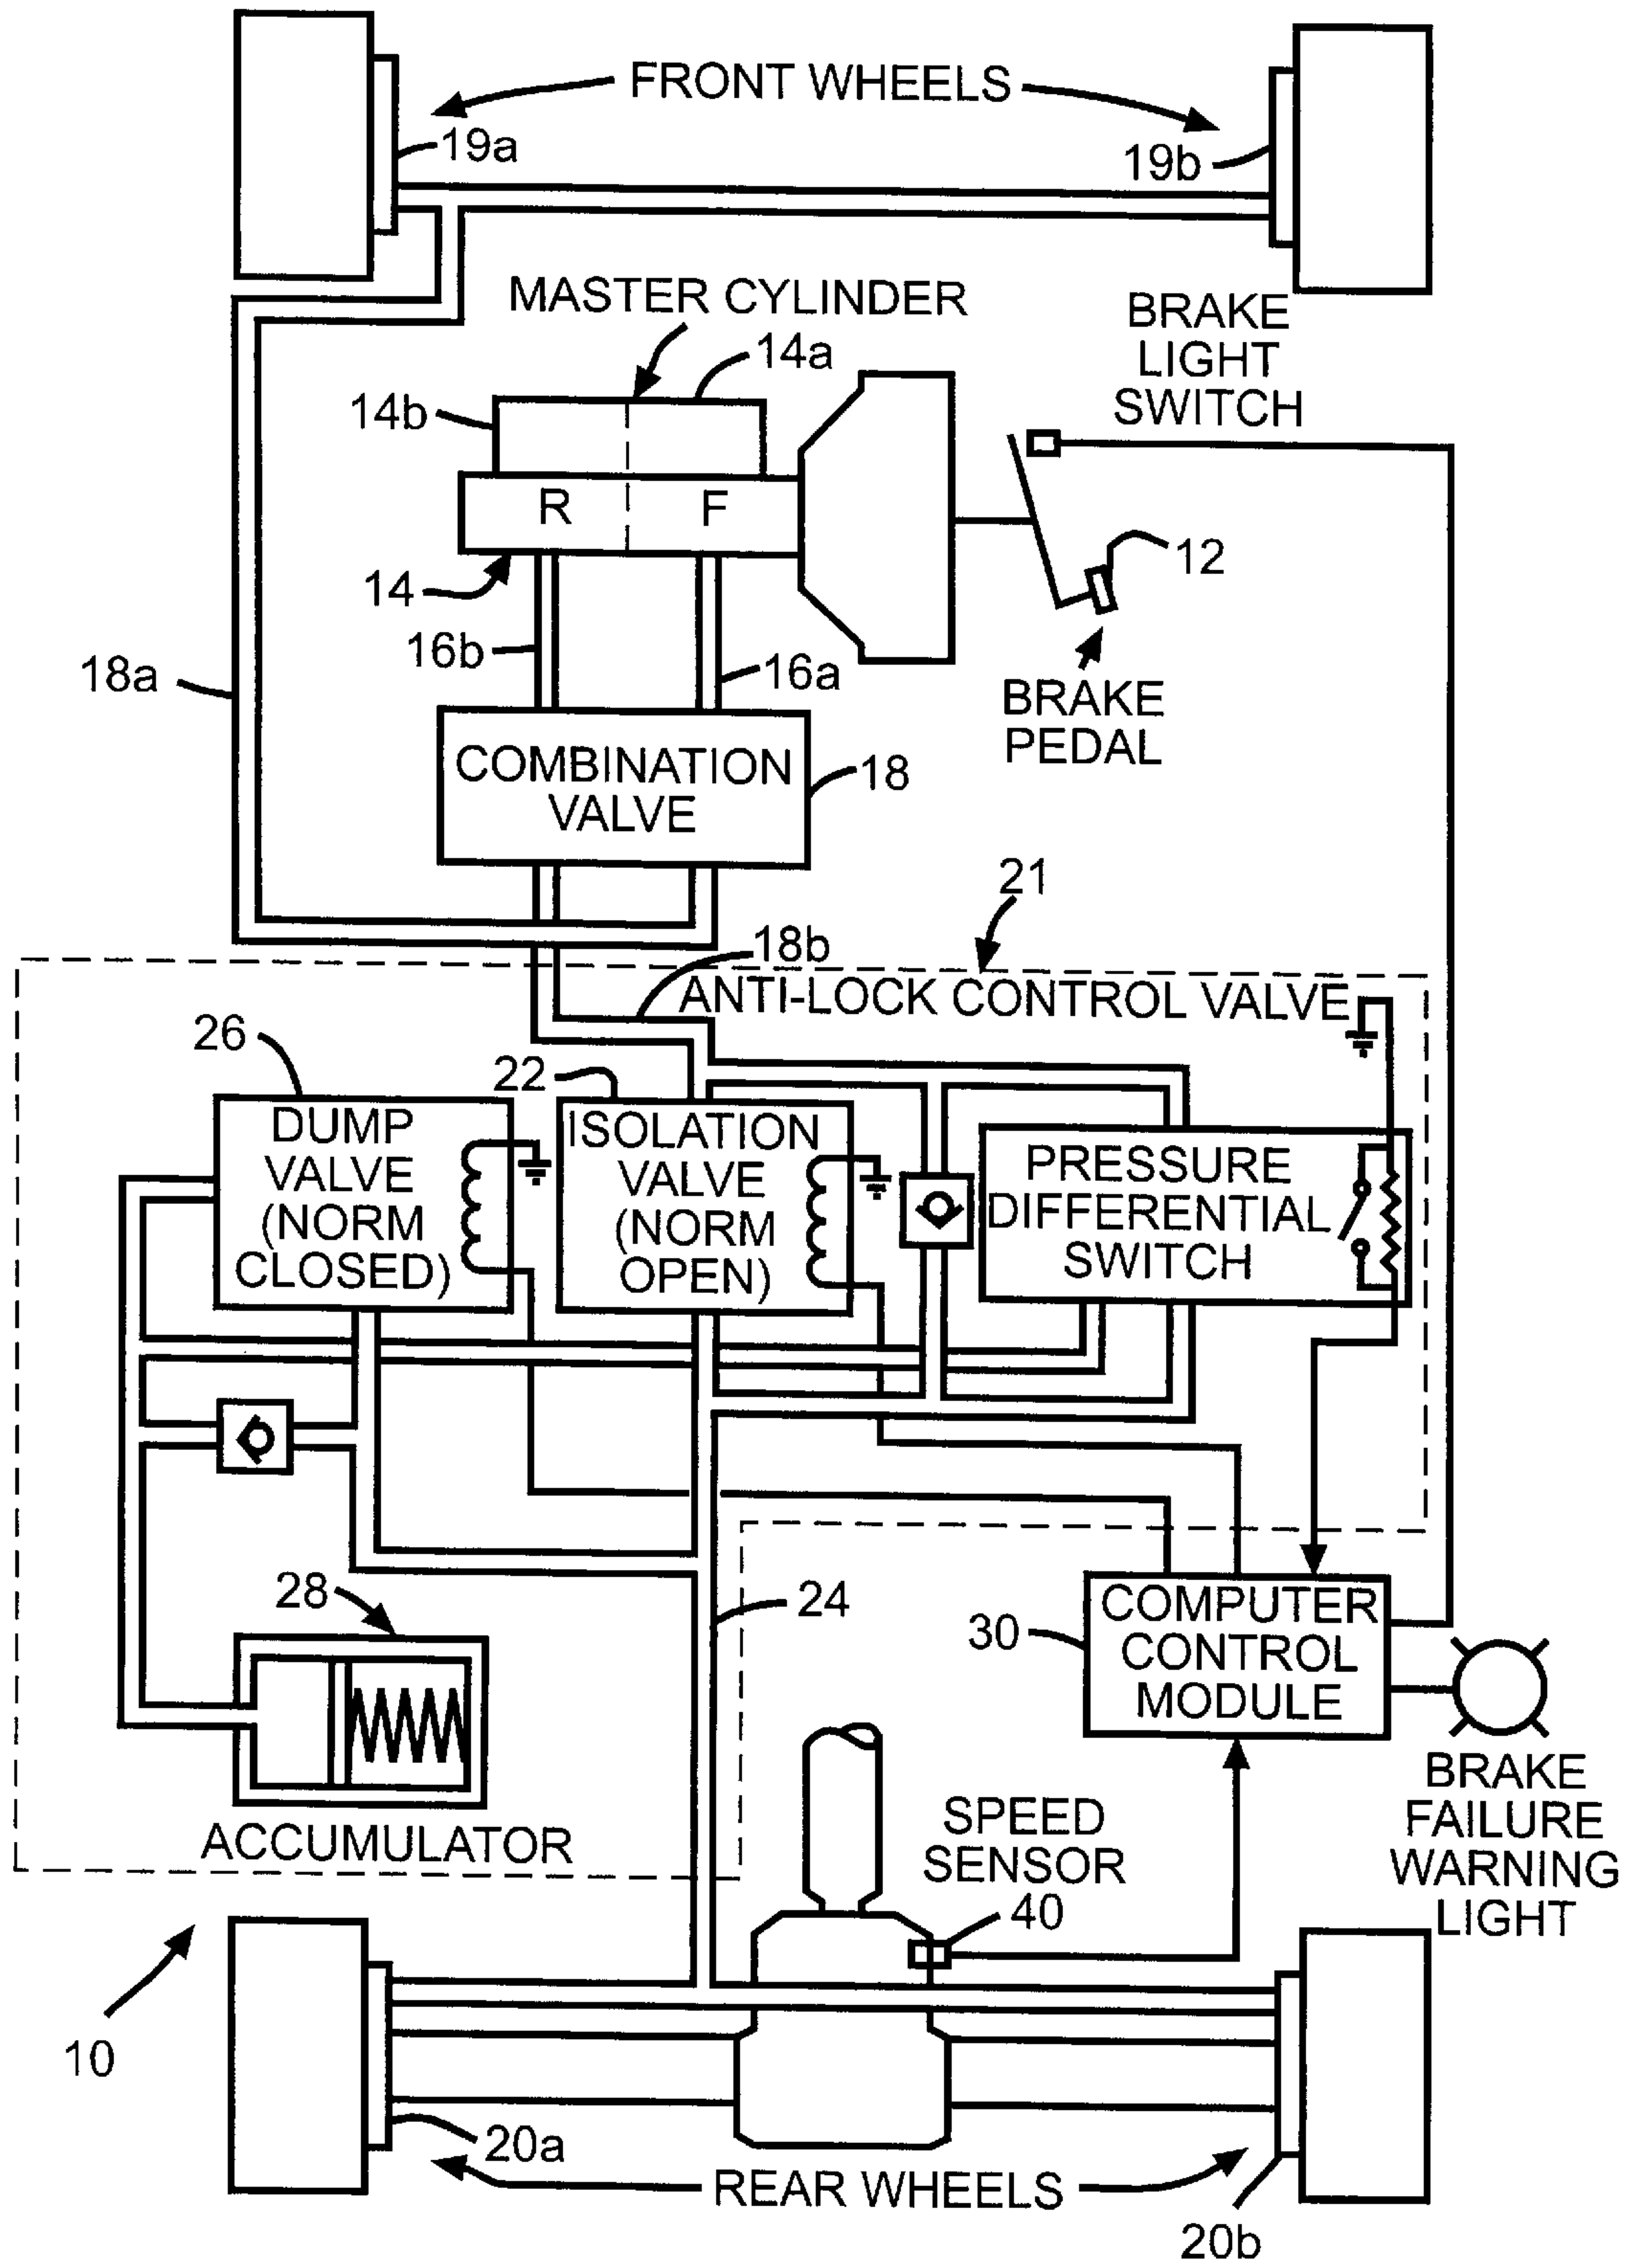 FRONT WHEELS
19a
19b
MASTER CYLINDER
14a
14b
BRAKE
LIGHT
SWITCH
R
F
14
12
16b
16a
18a
BRAKE
PEDAL
COMBINATION
VALVE
18
21
18b
ANTI-LOCK CONTROL VALVE
26
22
DUMP
VALVE
(NORM
CLOSED)
ISOLATION
VALVE
(NORM
OPEN)
PRESSURE
DIFFERENTIAL
SWITCH
28
24
30
COMPUTER
CONTROL
MODULE
ACCUMULATOR
SPEED
SENSOR
40
BRAKE
FAILURE
WARNING
LIGHT
10
20a
REAR WHEELS
20b